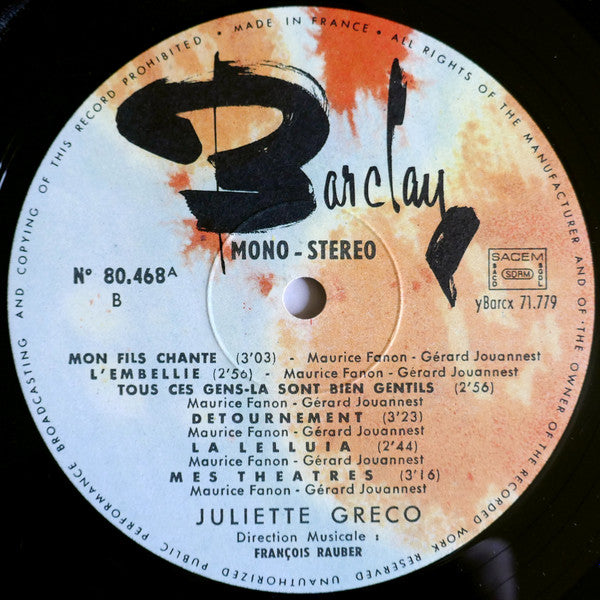 UNAUTHORIZED PUBLIC PERFORMANCE BROADCASTING AND COPYING OF THIS RECORD PROHIBITED • MADE IN FRANCE • ALL RIGHTS OF THE MANUFACTURER AND OF THE OWNER OF THE RECORDED WORK RESERVED
Barclay
MONO - STEREO
N° 80.468A
B
SACEM
SACD SDRM SGDL
yBarcx 71.779
MON FILS CHANTE (3'03) - Maurice Fanon - Gérard Jouannest
L'EMBELLIE (2'56) - Maurice Fanon - Gérard Jouannest
TOUS CES GENS-LA SONT BIEN GENTILS (2'56)
Maurice Fanon - Gérard Jouannest
DETOURNEMENT (3'23)
Maurice Fanon - Gérard Jouannest
LA LELLUIA (2'44)
Maurice Fanon - Gérard Jouannest
MES THEATRES (3'16)
Maurice Fanon - Gérard Jouannest
JULIETTE GRECO
Direction Musicale :
FRANÇOIS RAUBER